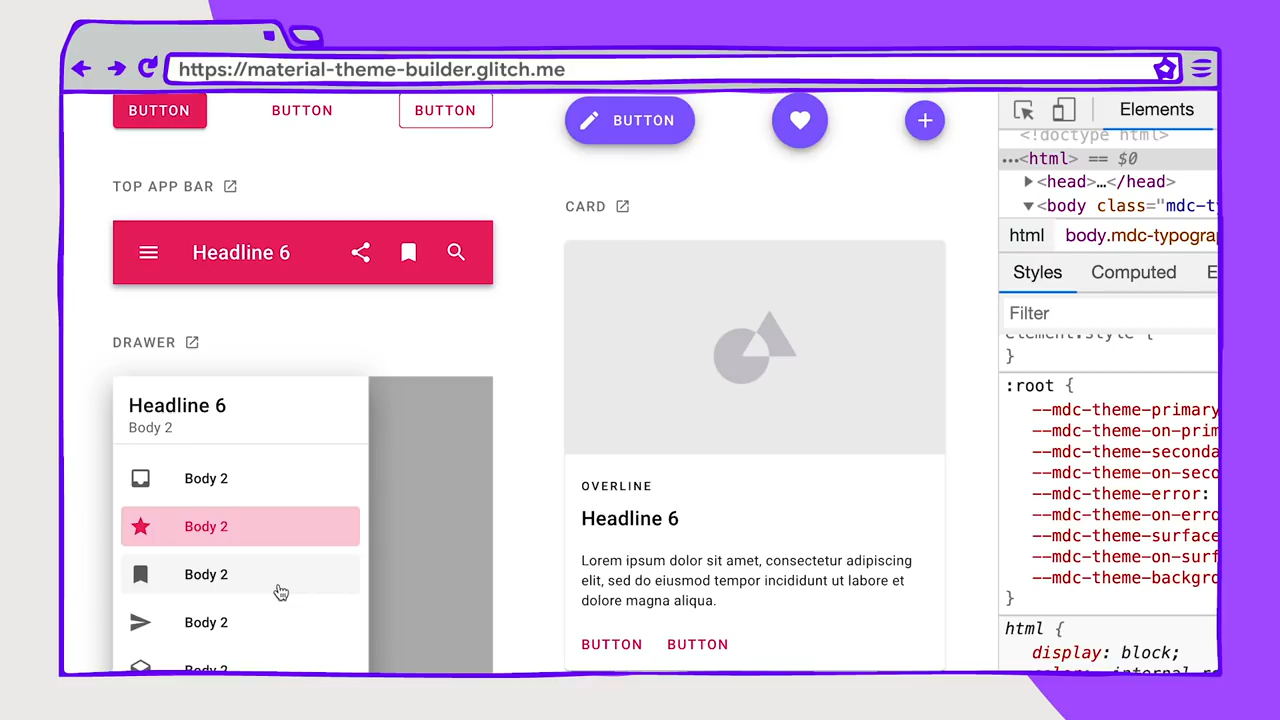 https://material-theme-builder.glitch.me
BUTTON BUTTON BUTTON
BUTTON
TOP APP BAR
Headline 6
DRAWER
Headline 6
Body 2
Body 2
Body 2
Body 2
Body 2
Body 2
CARD
OVERLINE
Headline 6
Lorem ipsum dolor sit amet, consectetur adipiscing
elit, sed do eiusmod tempor incididunt ut labore et
dolore magna aliqua.
BUTTON BUTTON
Elements
<!doctype html>
…<html> == $0
<head>…</head>
<body class="mdc-ty
html body.mdc-typogra
Styles Computed E
Filter
element.style {
}
:root {
--mdc-theme-primary
--mdc-theme-on-prim
--mdc-theme-seconda
--mdc-theme-on-seco
--mdc-theme-error:
--mdc-theme-on-erro
--mdc-theme-surface
--mdc-theme-on-surf
--mdc-theme-backgro
}
html {
display: block;